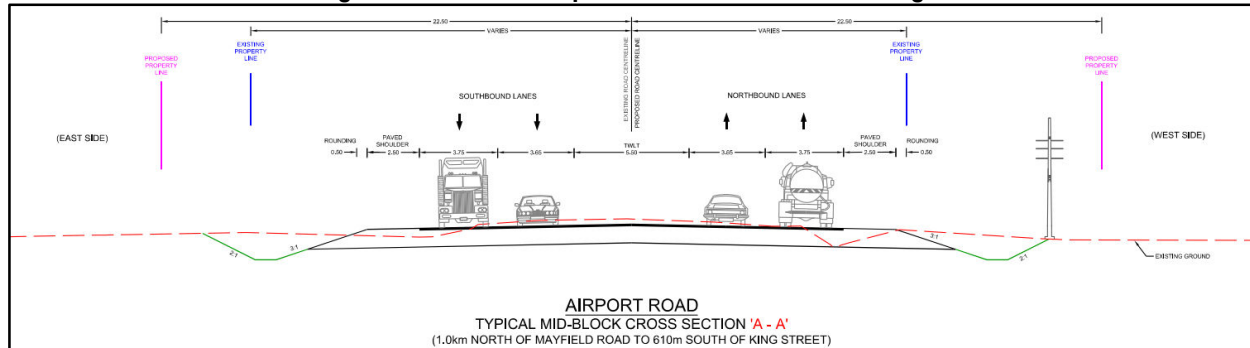 22.50
22.50
VARIES
VARIES
PROPOSED
PROPERTY
LINE
EXISTING
PROPERTY
LINE
EXISTING ROAD CENTRELINE
PROPOSED ROAD CENTRELINE
EXISTING
PROPERTY
LINE
PROPOSED
PROPERTY
LINE
SOUTHBOUND LANES
NORTHBOUND LANES
(EAST SIDE)
(WEST SIDE)
ROUNDING
PAVED
SHOULDER
TWLT
PAVED
SHOULDER
ROUNDING
0.50
2.50
3.75
3.65
5.50
3.65
3.75
2.50
0.50
3:1
2:1
3:1
2:1
EXISTING GROUND
AIRPORT ROAD
TYPICAL MID-BLOCK CROSS SECTION 'A - A'
(1.0km NORTH OF MAYFIELD ROAD TO 610m SOUTH OF KING STREET)